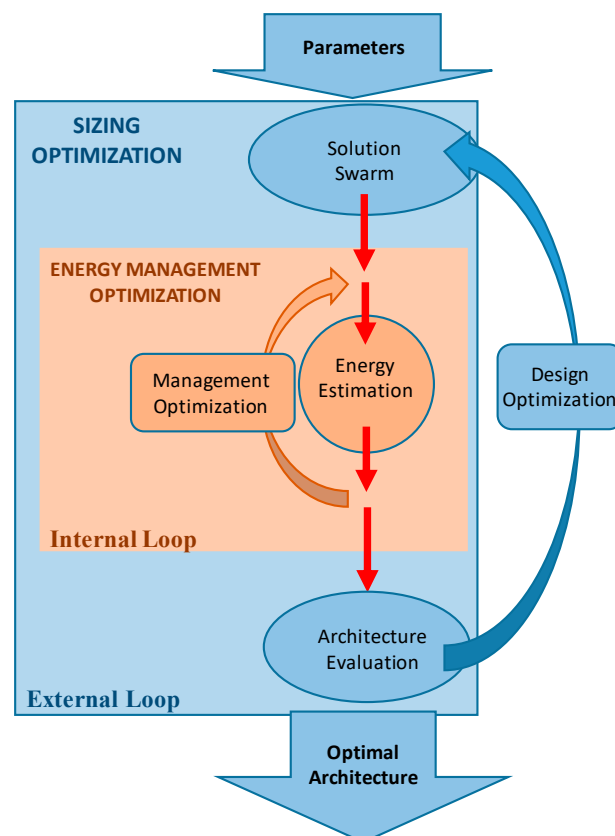 Parameters
SIZING
OPTIMIZATION
Solution
Swarm
ENERGY MANAGEMENT
OPTIMIZATION
Management
Optimization
Energy
Estimation
Design
Optimization
Internal Loop
Architecture
Evaluation
External Loop
Optimal
Architecture